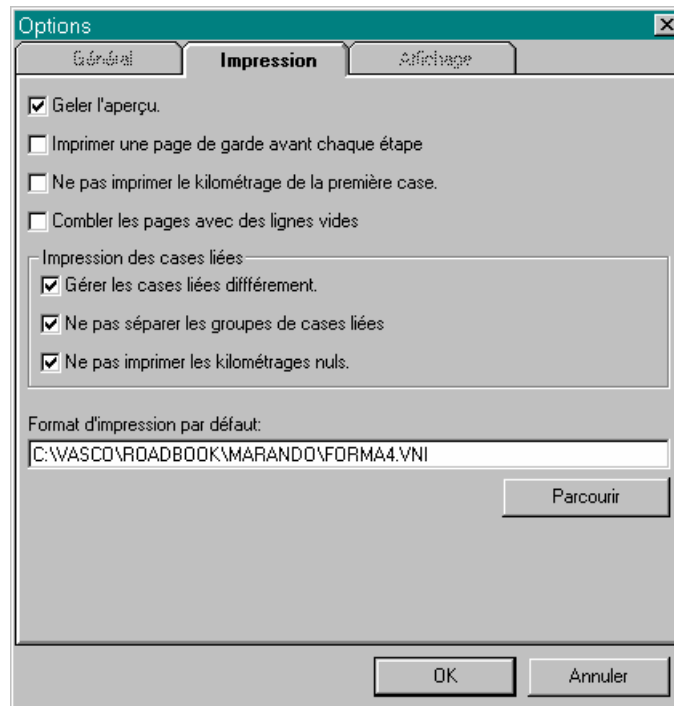 Options
Général Impression Affichage
Geler l'aperçu.
Imprimer une page de garde avant chaque étape
Ne pas imprimer le kilométrage de la première case.
Combler les pages avec des lignes vides
Impression des cases liées
Gérer les cases liées diffférement.
Ne pas séparer les groupes de cases liées
Ne pas imprimer les kilométrages nuls.
Format d'impression par défaut:
C:\VASCO\ROADBOOK\MARANDO\FORMA4.VNI
Parcourir
OK Annuler